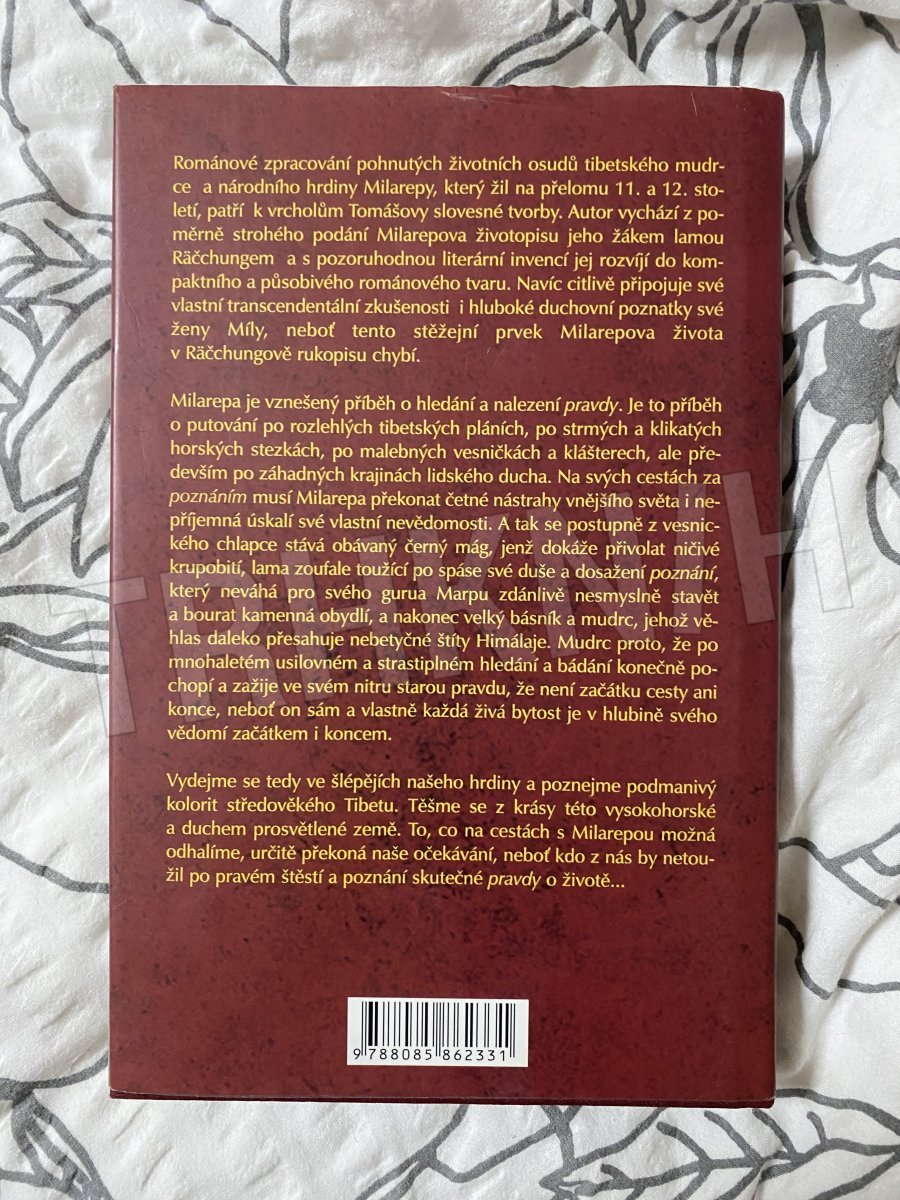 Románové zpracování pohnutých životních osudů tibetského mudr-
ce a národního hrdiny Milarepy, který žil na přelomu 11. a 12. sto-
letí, patří k vrcholům Tomášovy slovesné tvorby. Autor vychází z po-
měrně strohého podání Milarepova životopisu jeho žákem lamou
Räčchungem a s pozoruhodnou literární invencí jej rozvíjí do kom-
paktního a působivého románového tvaru. Navíc citlivě připojuje své
vlastní transcendentální zkušenosti i hluboké duchovní poznatky své
ženy Míly, neboť tento stěžejní prvek Milarepova života
v Räčchungově rukopisu chybí.
Milarepa je vznešený příběh o hledání a nalezení pravdy. Je to příběh
o putování po rozlehlých tibetských pláních, po strmých a klikatých
horských stezkách, po malebných vesničkách a klášterech, ale pře-
devším po záhadných krajinách lidského ducha. Na svých cestách za
poznáním musí Milarepa překonat četné nástrahy vnějšího světa i ne-
příjemná úskalí své vlastní nevědomosti. A tak se postupně z vesnic-
kého chlapce stává obávaný černý mág, jenž dokáže přivolat ničivé
krupobití, lama zoufale toužící po spáse své duše a dosažení poznání,
který neváhá pro svého gurua Marpu zdánlivě nesmyslně stavět
a bourat kamenná obydlí, a nakonec velký básník a mudrc, jehož vě-
hlas daleko přesahuje nebetyčné štíty Himálaje. Mudrc proto, že po
mnohaletém usilovném a strastiplném hledání a bádání konečně po-
chopí a zažije ve svém nitru starou pravdu, že není začátku cesty ani
konce, neboť on sám a vlastně každá živá bytost je v hlubině svého
vědomí začátkem i koncem.
Vydejme se tedy ve šlépějích našeho hrdiny a poznejme podmanivý
kolorit středověkého Tibetu. Těšme se z krásy této vysokohorské
a duchem prosvětlené země. To, co na cestách s Milarepou možná
odhalíme, určitě překoná naše očekávání, neboť kdo z nás by netou-
žil po pravém štěstí a poznání skutečné pravdy o životě...
9 788085 862331
TRHKNIH